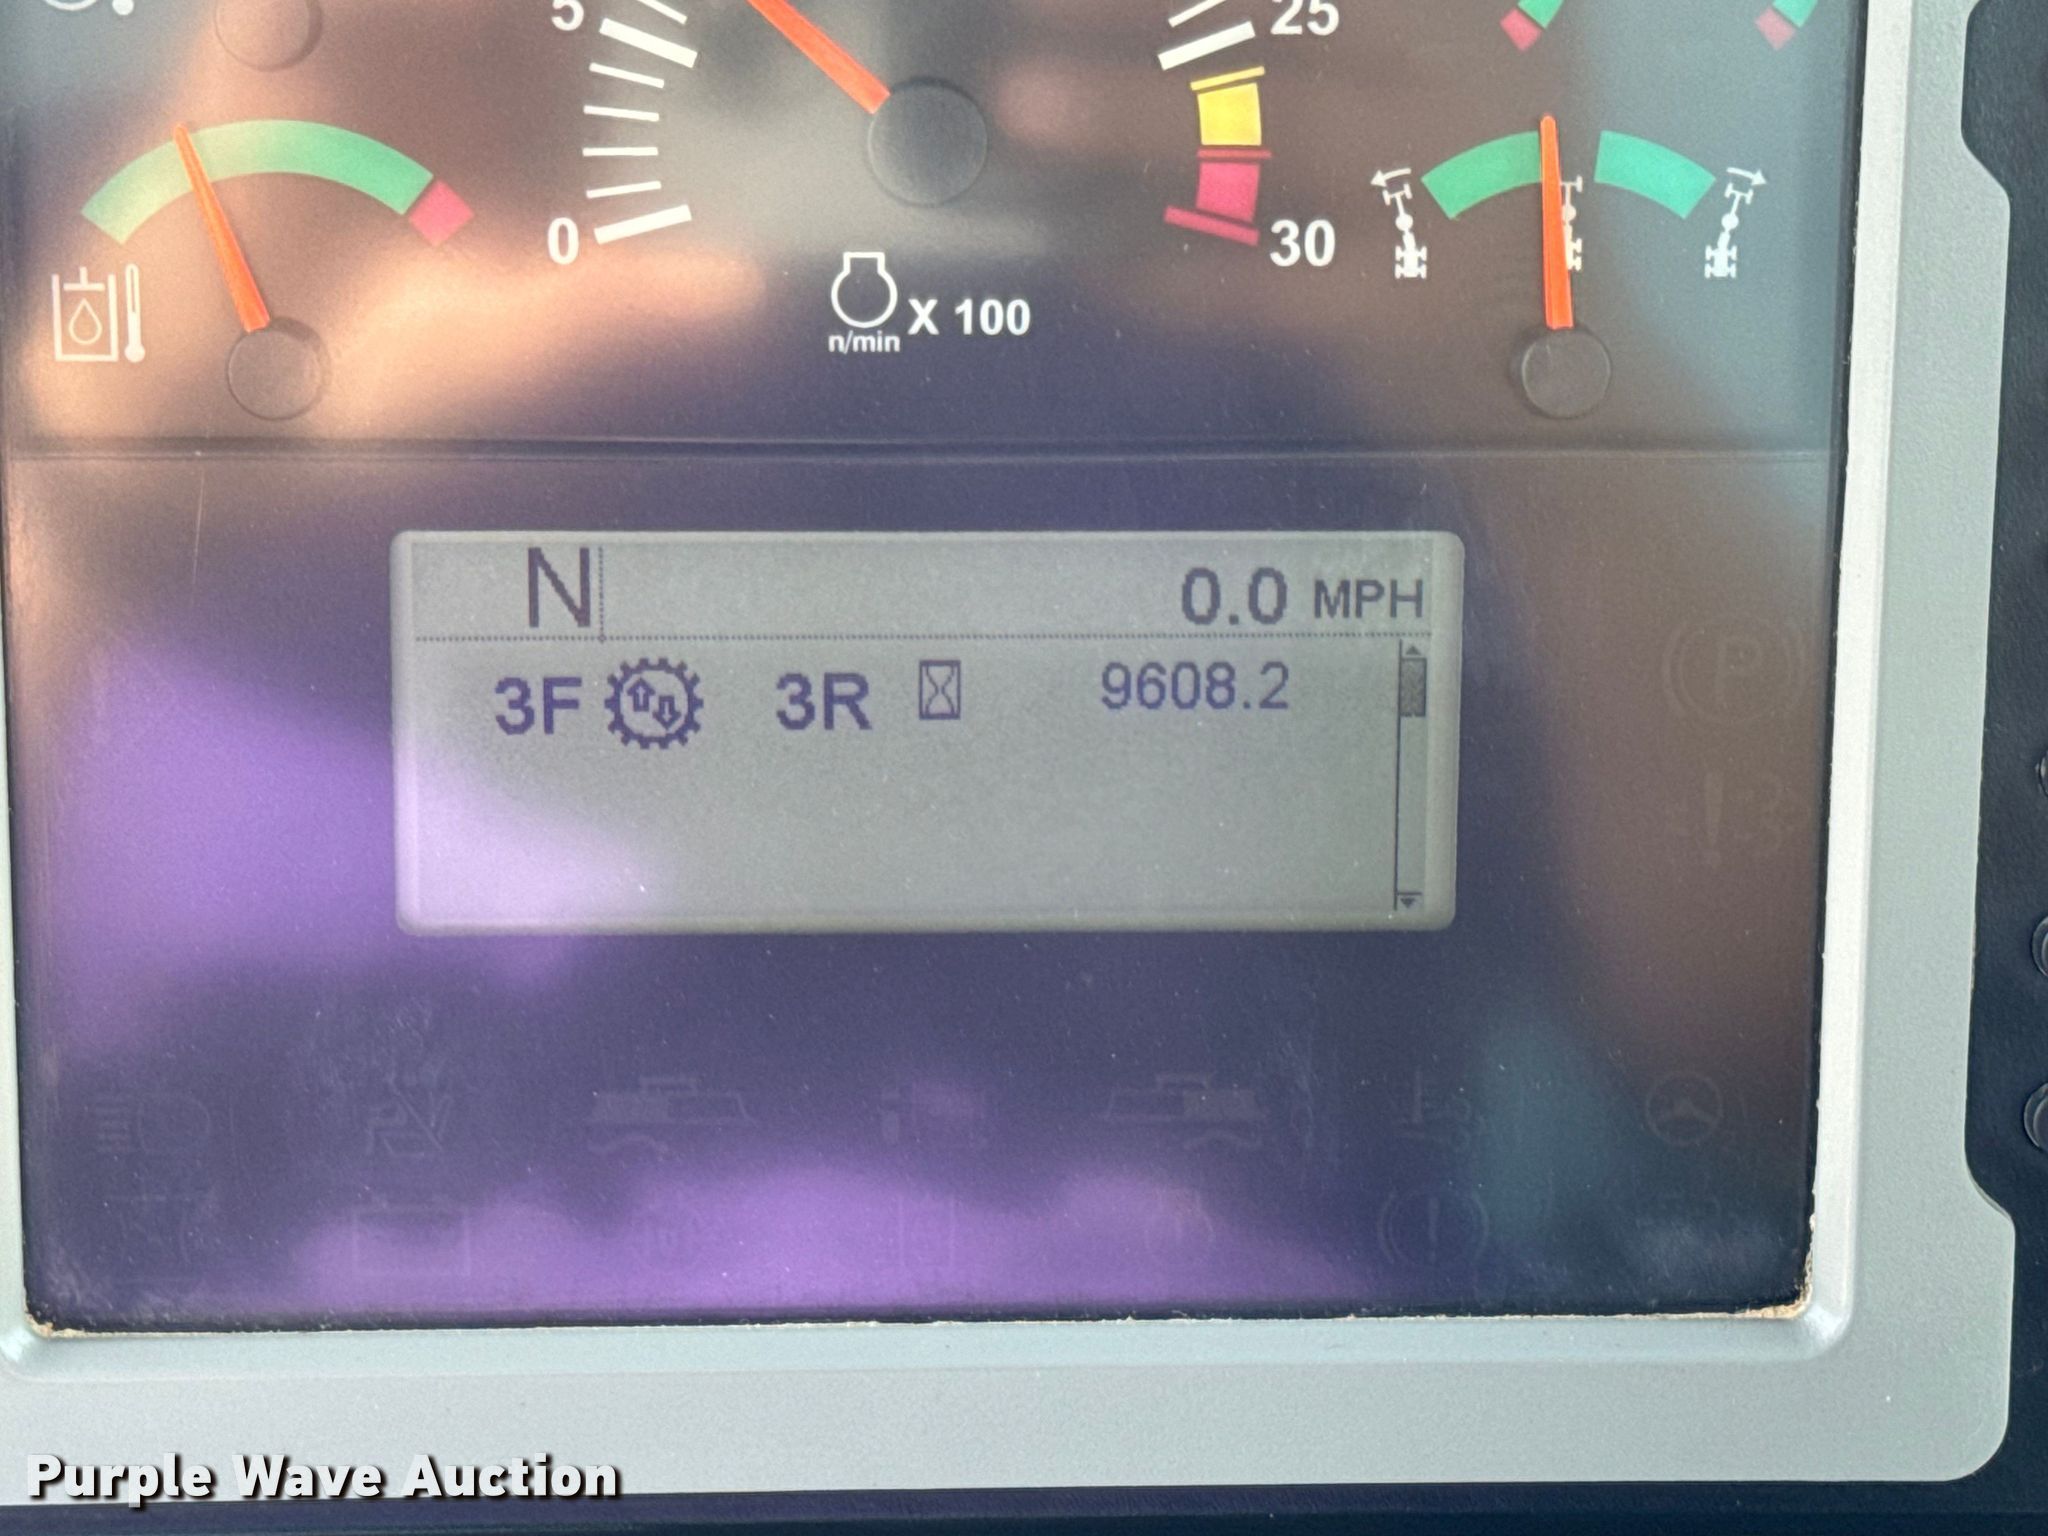 5
25
0
30
n/min X 100
N
0.0 MPH
3F 3R 9608.2
P
Purple Wave Auction